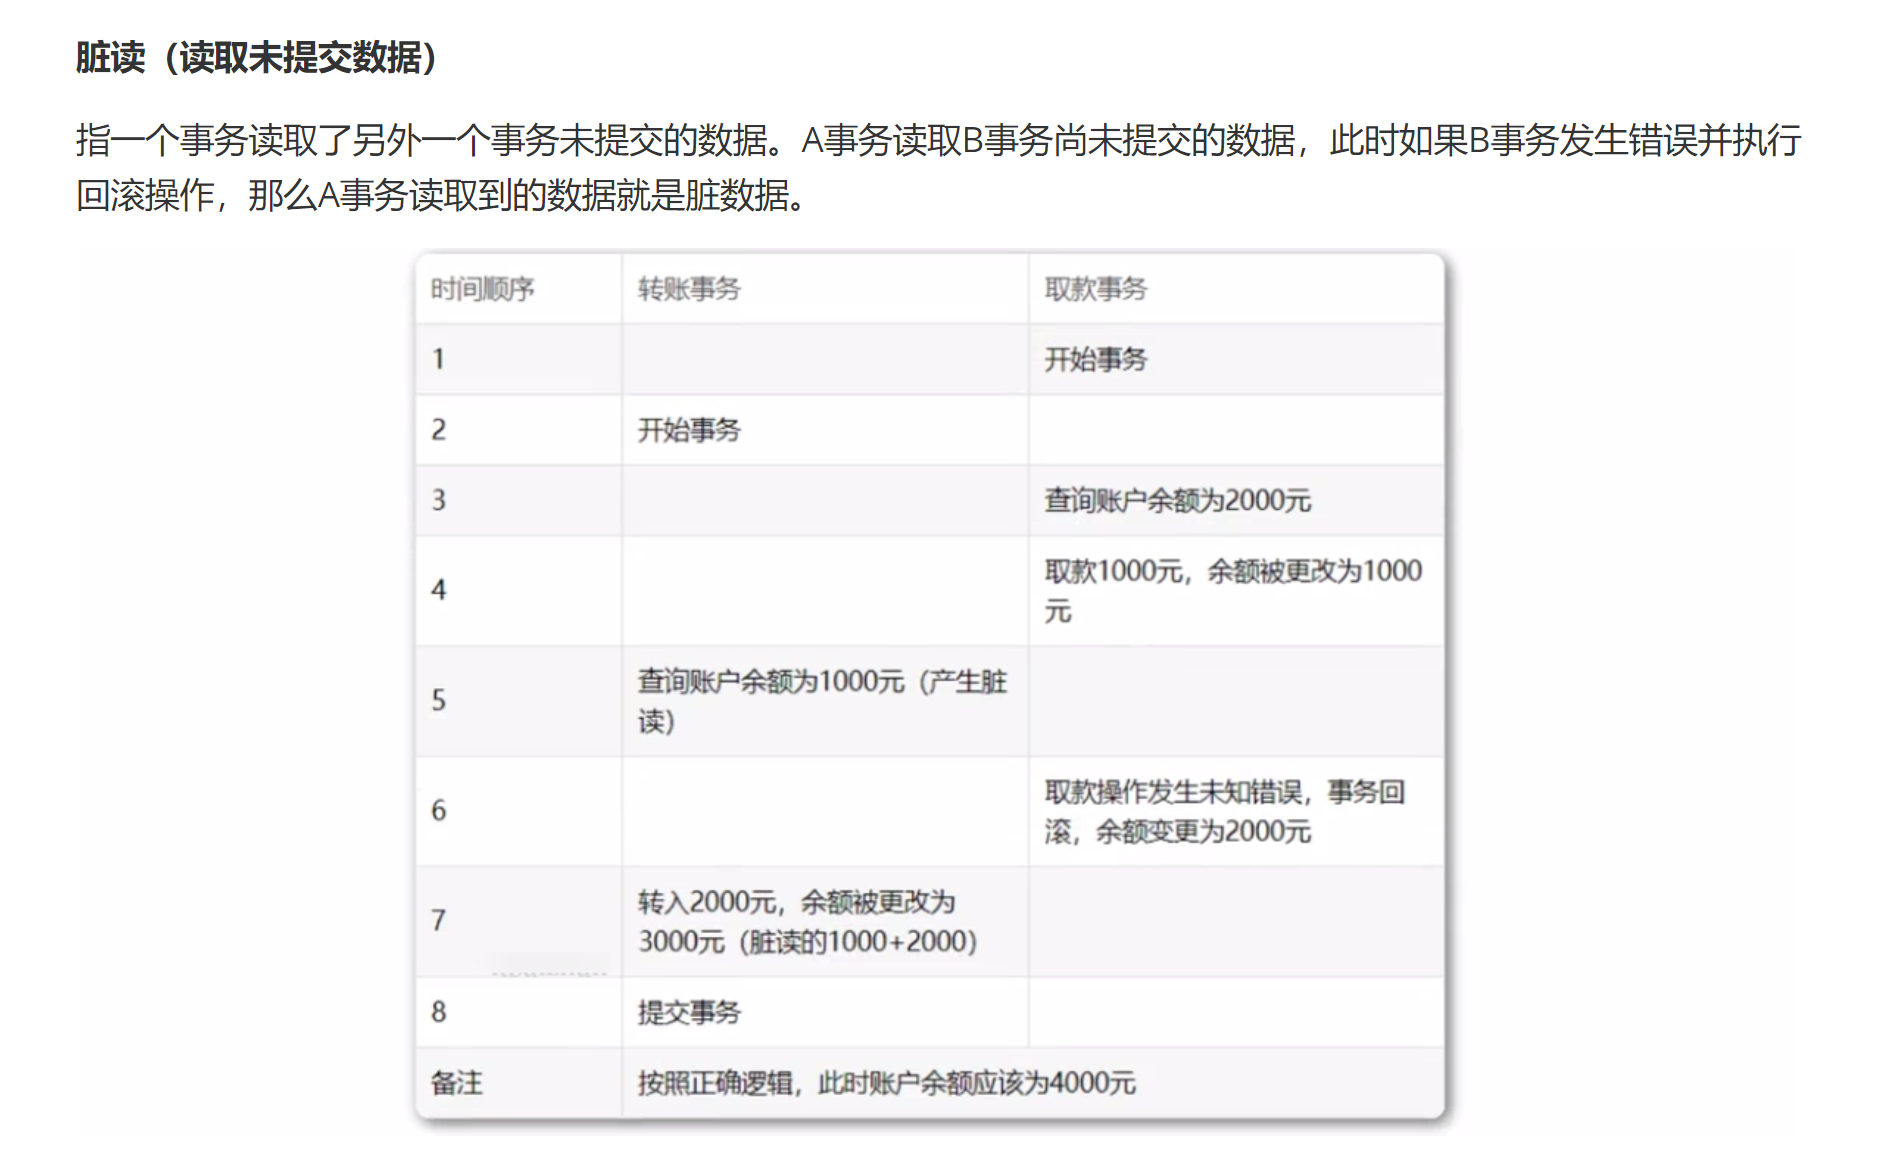 脏读（读取未提交数据）
指一个事务读取了另外一个事务未提交的数据。A事务读取B事务尚未提交的数据，此时如果B事务发生错误并执行
回滚操作，那么A事务读取到的数据就是脏数据。
时间顺序 转账事务 取款事务
1 开始事务
2 开始事务
3 查询账户余额为2000元
4 取款1000元，余额被更改为1000
元
5 查询账户余额为1000元（产生脏
读）
6 取款操作发生未知错误，事务回
滚，余额变更为2000元
7 转入2000元，余额被更改为
3000元（脏读的1000+2000）
8 提交事务
备注 按照正确逻辑，此时账户余额应该为4000元